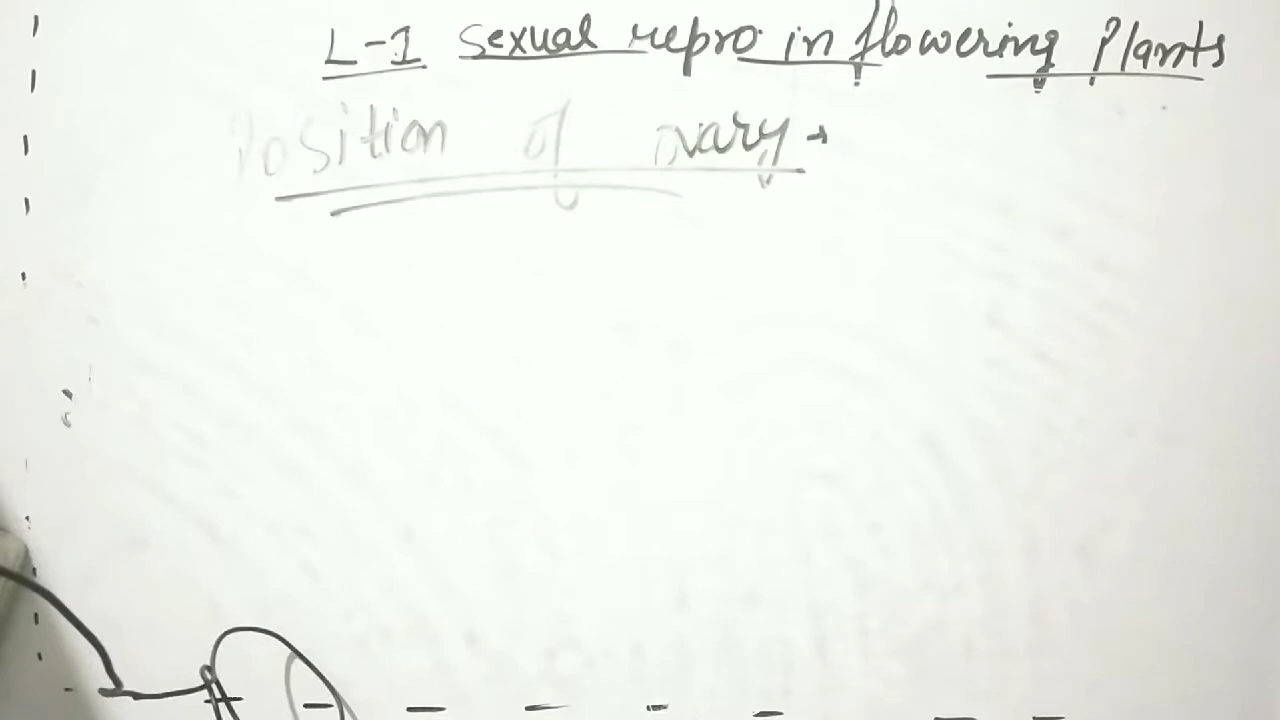 L-1 Sexual repro. in flowering Plants
Position of ovary →